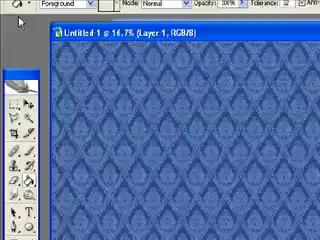 Foreground Mode: Normal Opacity: 100% Tolerance: 32
Untitled-1 @ 16.7% (Layer 1, RGB/8)